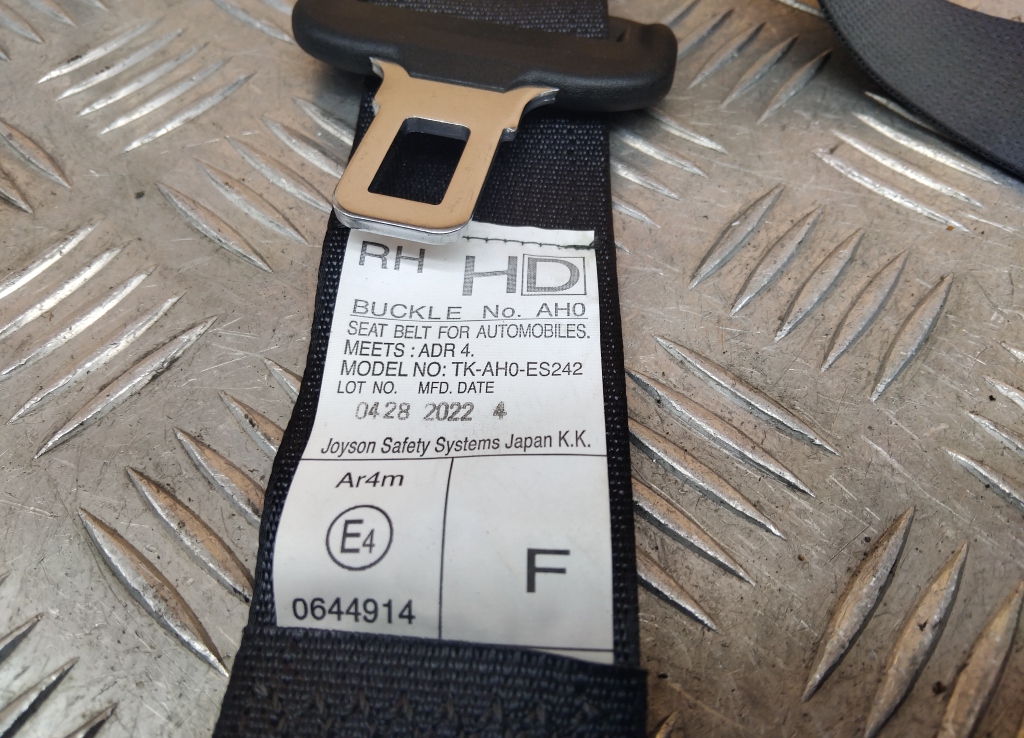 RH HD
BUCKLE No. AH0
SEAT BELT FOR AUTOMOBILES.
MEETS : ADR 4.
MODEL NO: TK-AH0-ES242
LOT NO. MFD. DATE
0428 2022 4
Joyson Safety Systems Japan K.K.
Ar4m
E4
F
0644914